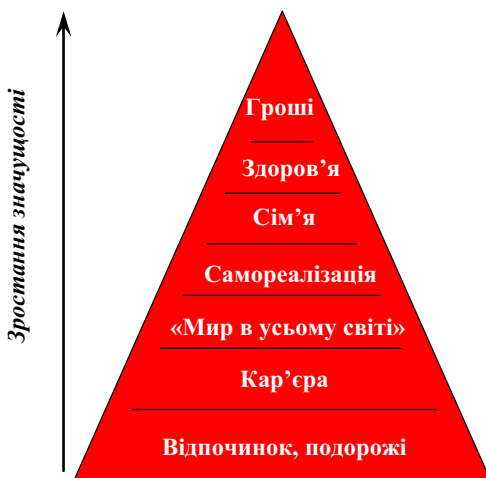 Зростання значущості
Гроші
Здоров’я
Сім’я
Самореалізація
«Мир в усьому світі»
Кар’єра
Відпочинок, подорожі